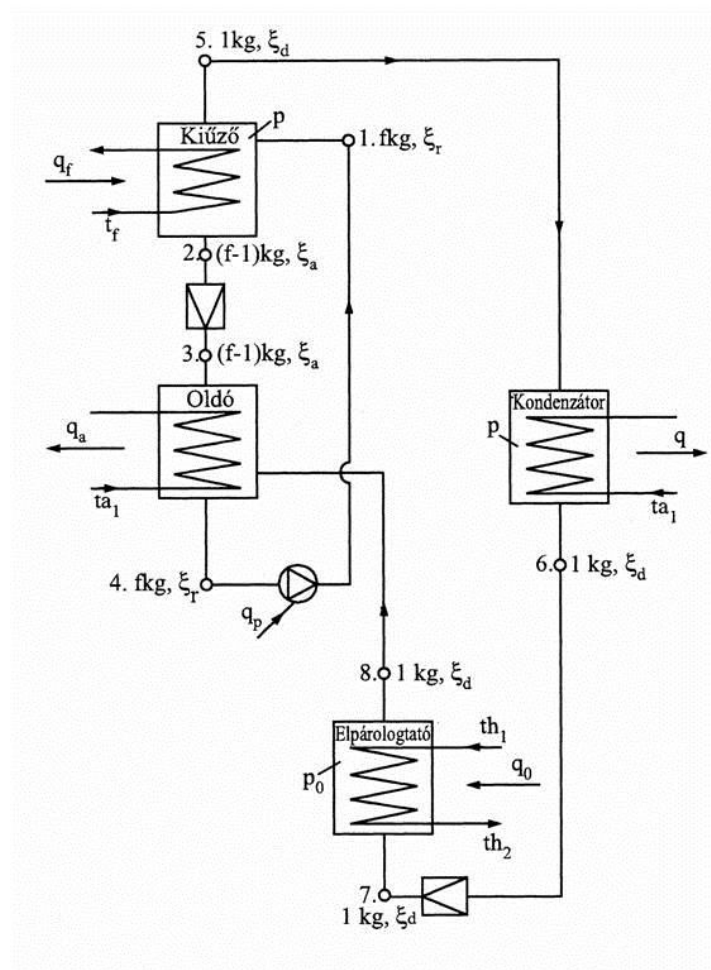 5. 1kg, ξd
Kiűző
p
1. fkg, ξr
qf
tf
2. (f-1)kg, ξa
3. (f-1)kg, ξa
Oldó
qa
ta1
4. fkg, ξr
qp
Kondenzátor
p
q
ta1
6. 1 kg, ξd
8. 1 kg, ξd
Elpárologtató
th1
p0
q0
th2
7.
1 kg, ξd